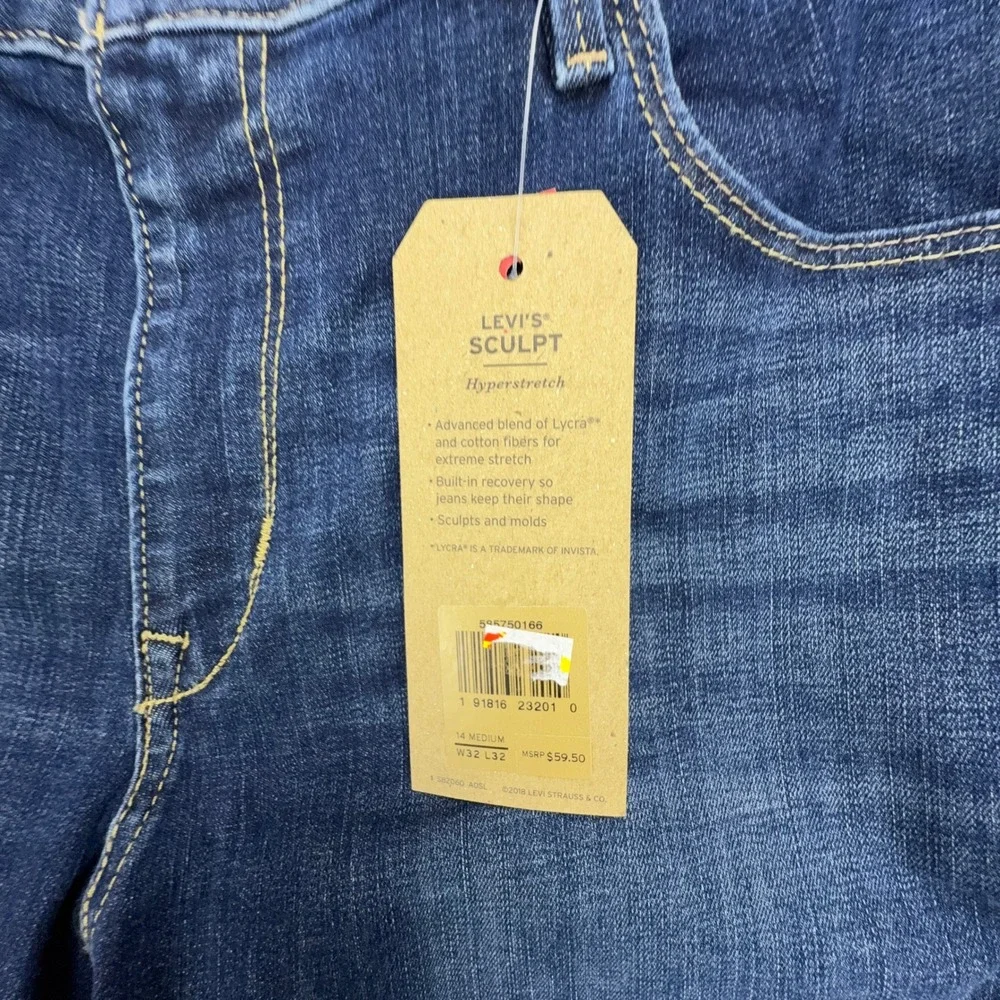 LEVI'S®
SCULPT
Hyperstretch
• Advanced blend of Lycra®*
and cotton fibers for
extreme stretch
• Built-in recovery so
jeans keep their shape
• Sculpts and molds
*LYCRA® IS A TRADEMARK OF INVISTA.
595750166
1 91816 23201 0
14 MEDIUM
W32 L32
MSRP $59.50
©2018 LEVI STRAUSS & CO.